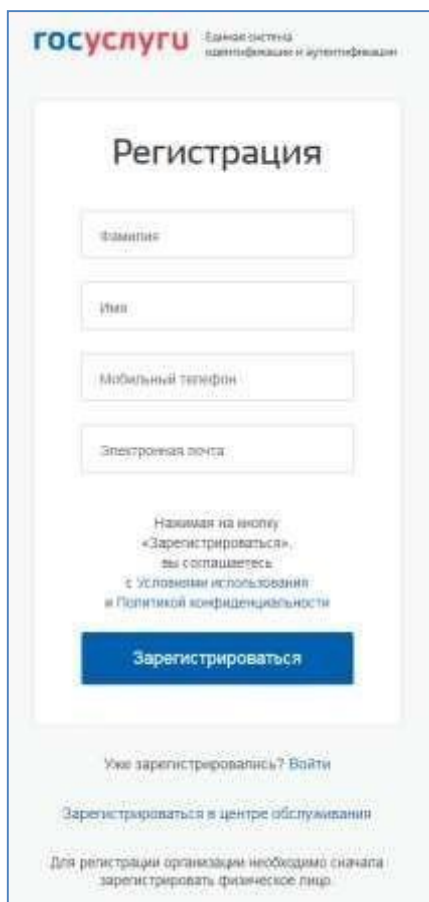 госуслуги
Единая система
идентификации и аутентификации
Регистрация
Фамилия
Имя
Мобильный телефон
Электронная почта
Нажимая на кнопку
«Зарегистрироваться»,
вы соглашаетесь
с Условиями использования
и Политикой конфиденциальности
Зарегистрироваться
Уже зарегистрировались? Войти
Зарегистрироваться в центре обслуживания
Для регистрации организации необходимо сначала
зарегистрировать физическое лицо.